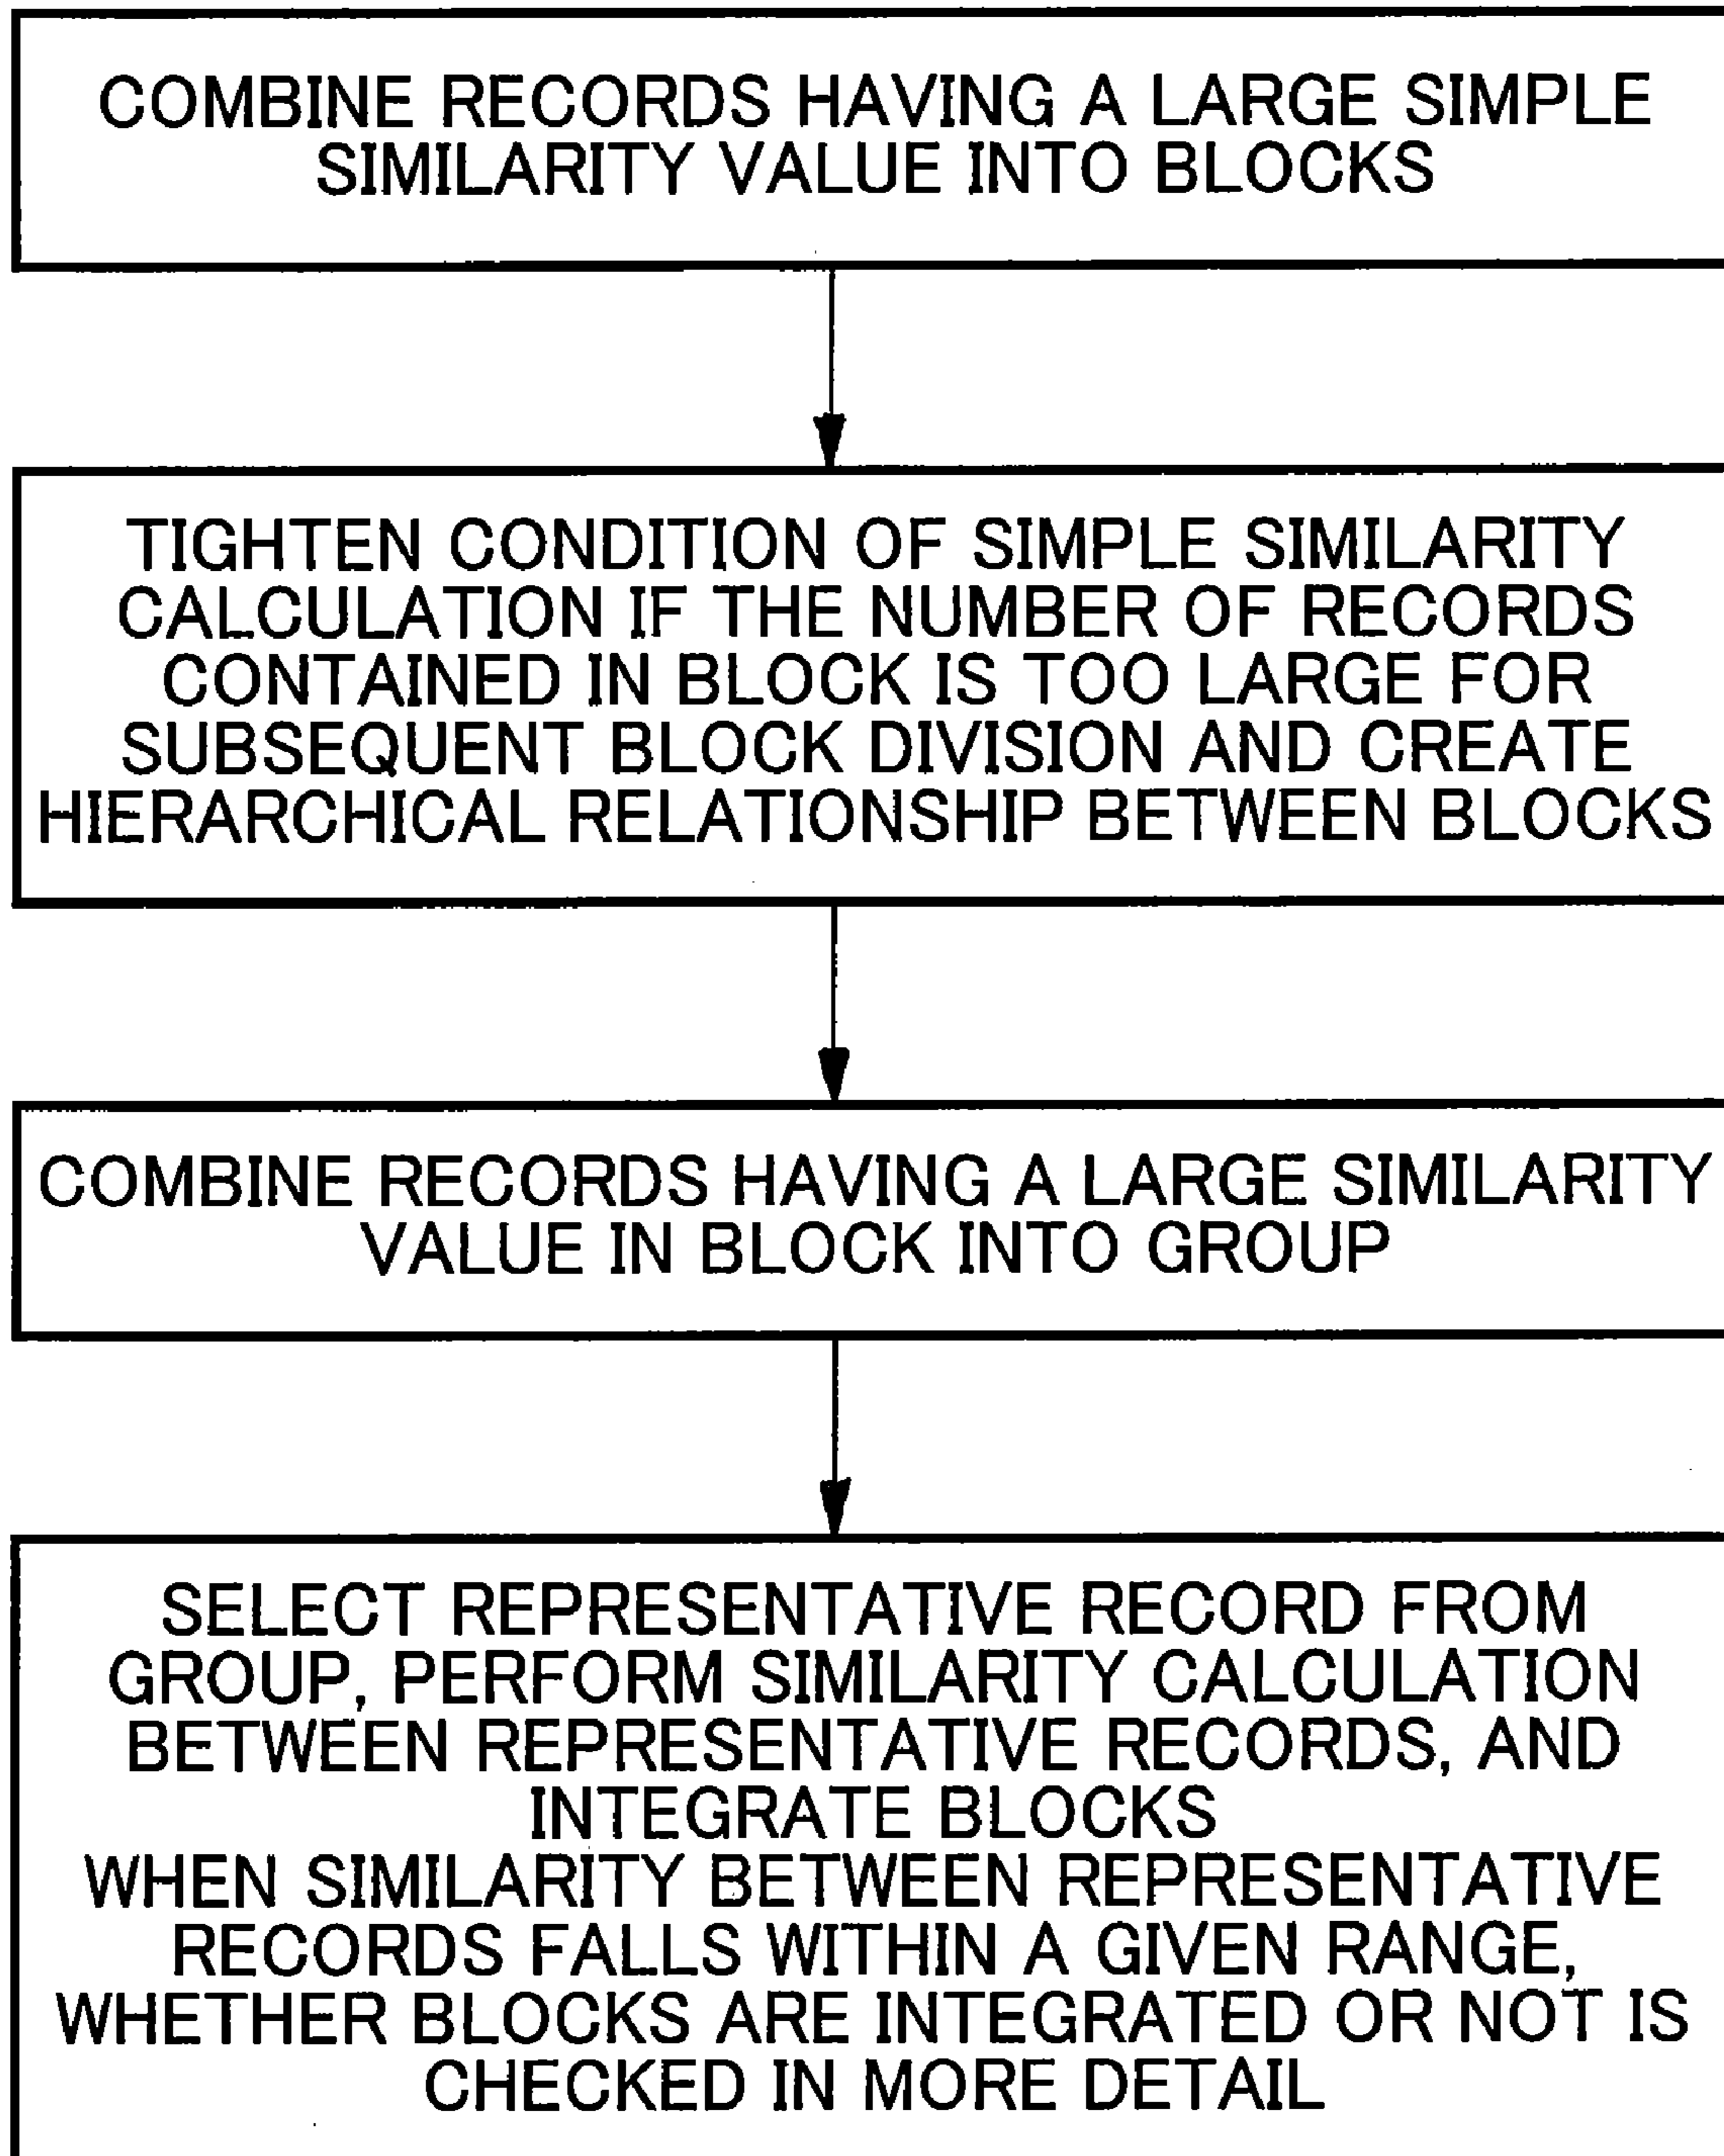 COMBINE RECORDS HAVING A LARGE SIMPLE
SIMILARITY VALUE INTO BLOCKS
TIGHTEN CONDITION OF SIMPLE SIMILARITY
CALCULATION IF THE NUMBER OF RECORDS
CONTAINED IN BLOCK IS TOO LARGE FOR
SUBSEQUENT BLOCK DIVISION AND CREATE
HIERARCHICAL RELATIONSHIP BETWEEN BLOCKS
COMBINE RECORDS HAVING A LARGE SIMILARITY
VALUE IN BLOCK INTO GROUP
SELECT REPRESENTATIVE RECORD FROM
GROUP, PERFORM SIMILARITY CALCULATION
BETWEEN REPRESENTATIVE RECORDS, AND
INTEGRATE BLOCKS
WHEN SIMILARITY BETWEEN REPRESENTATIVE
RECORDS FALLS WITHIN A GIVEN RANGE,
WHETHER BLOCKS ARE INTEGRATED OR NOT IS
CHECKED IN MORE DETAIL